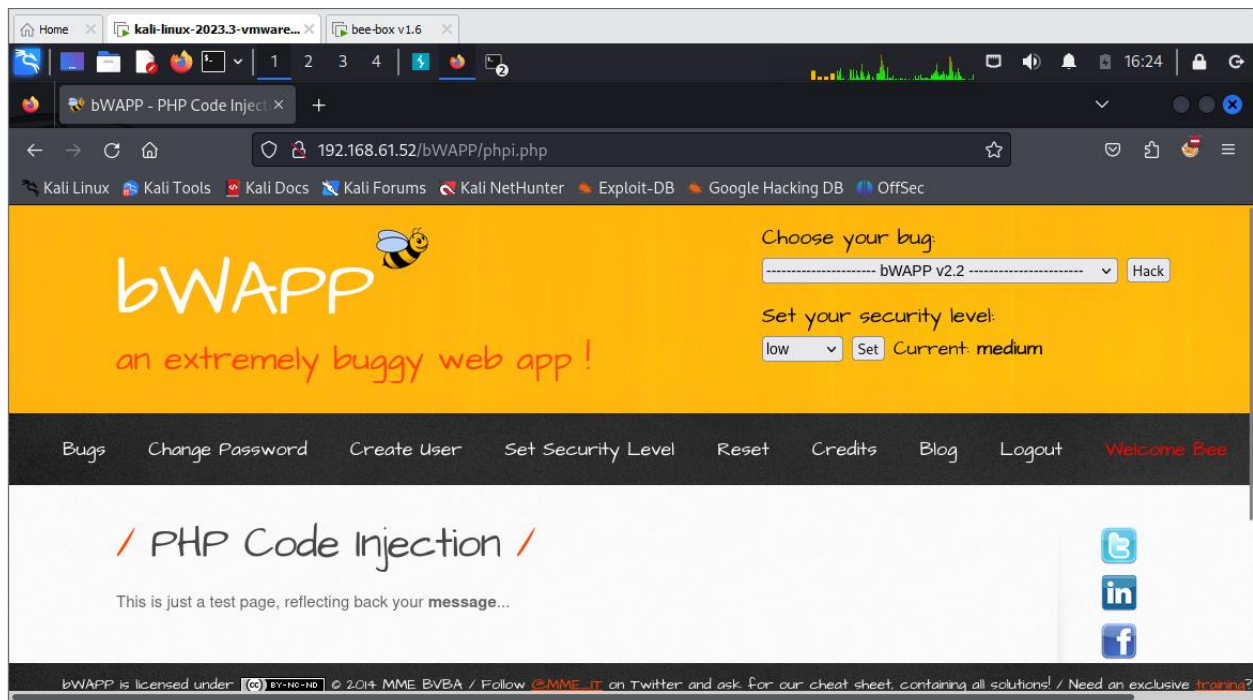 Home
kali-linux-2023.3-vmware...
bee-box v1.6
1 2 3 4
2
16:24
bWAPP - PHP Code Inject
192.168.61.52/bWAPP/phpi.php
Kali Linux Kali Tools Kali Docs Kali Forums Kali NetHunter Exploit-DB Google Hacking DB OffSec
bWAPP
an extremely buggy web app !
Choose your bug:
---------------------- bWAPP v2.2 ----------------------- Hack
Set your security level:
low Set Current: medium
Bugs Change Password Create User Set Security Level Reset Credits Blog Logout Welcome Bee
/ PHP Code Injection /
This is just a test page, reflecting back your message...
bWAPP is licensed under (cc) BY-NC-ND © 2014 MME BVBA / Follow @MME_IT on Twitter and ask for our cheat sheet, containing all solutions! / Need an exclusive training?